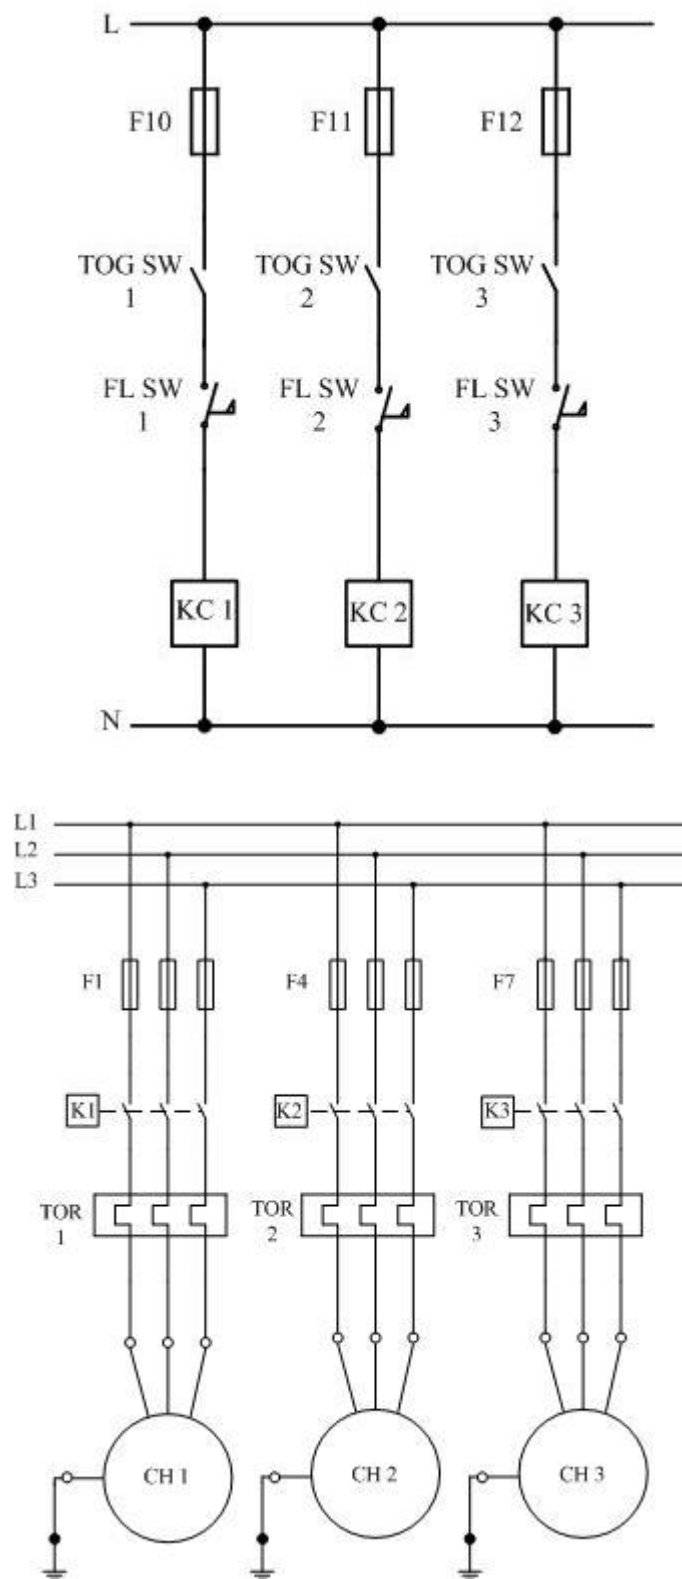 L
F10 F11 F12
TOG SW TOG SW TOG SW
1 2 3
FL SW FL SW FL SW
1 2 3
KC 1 KC 2 KC 3
N
L1
L2
L3
F1 F4 F7
K1 K2 K3
TOR TOR TOR
1 2 3
CH 1 CH 2 CH 3